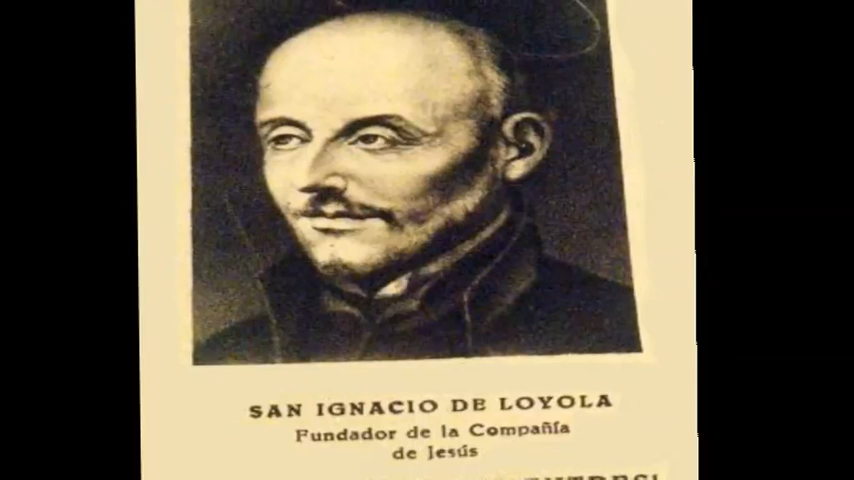 SAN IGNACIO DE LOYOLA
Fundador de la Compañía
de Jesús